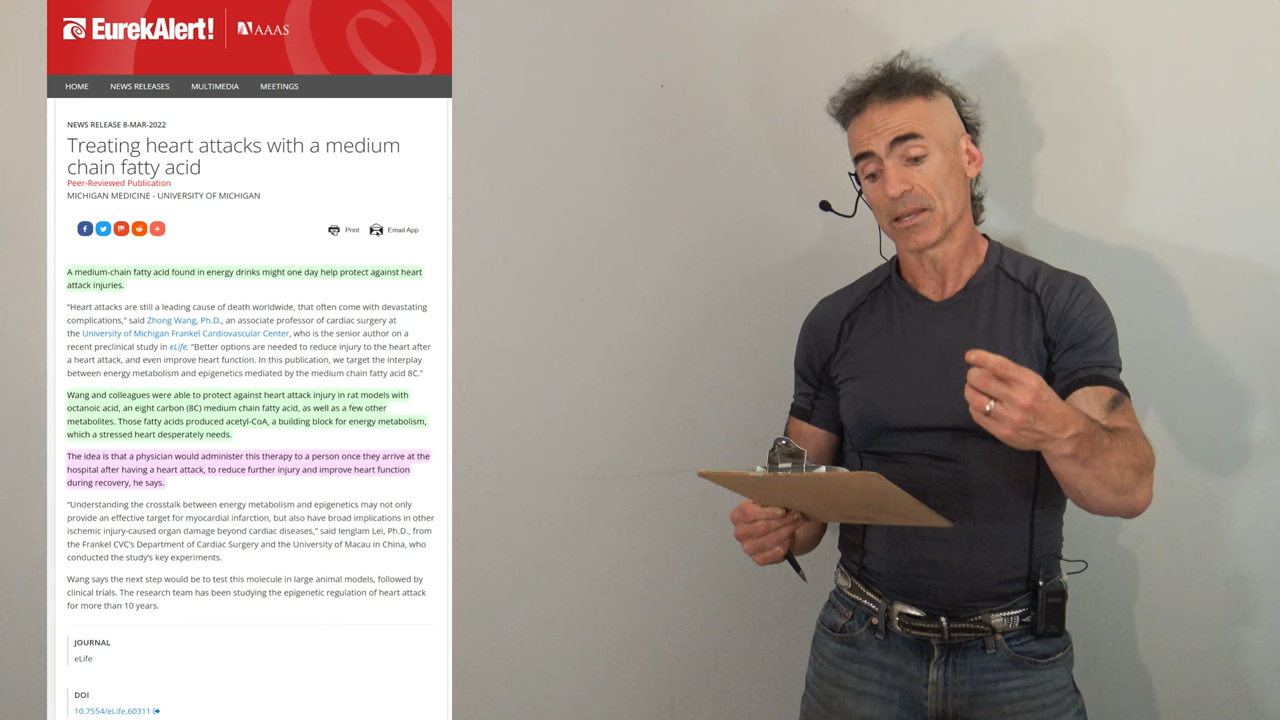 EurekAlert!
AAAS
HOME NEWS RELEASES MULTIMEDIA MEETINGS
NEWS RELEASE 8-MAR-2022
Treating heart attacks with a medium
chain fatty acid
Peer-Reviewed Publication
MICHIGAN MEDICINE - UNIVERSITY OF MICHIGAN
Print Email App
A medium-chain fatty acid found in energy drinks might one day help protect against heart
attack injuries.
“Heart attacks are still a leading cause of death worldwide, that often come with devastating
complications,” said Zhong Wang, Ph.D., an associate professor of cardiac surgery at
the University of Michigan Frankel Cardiovascular Center, who is the senior author on a
recent preclinical study in eLife. “Better options are needed to reduce injury to the heart after
a heart attack, and even improve heart function. In this publication, we target the interplay
between energy metabolism and epigenetics mediated by the medium chain fatty acid 8C.”
Wang and colleagues were able to protect against heart attack injury in rat models with
octanoic acid, an eight carbon (8C) medium chain fatty acid, as well as a few other
metabolites. Those fatty acids produced acetyl-CoA, a building block for energy metabolism,
which a stressed heart desperately needs.
The idea is that a physician would administer this therapy to a person once they arrive at the
hospital after having a heart attack, to reduce further injury and improve heart function
during recovery, he says.
“Understanding the crosstalk between energy metabolism and epigenetics may not only
provide an effective target for myocardial infarction, but also have broad implications in other
ischemic injury-caused organ damage beyond cardiac diseases,” said Ienglam Lei, Ph.D., from
the Frankel CVC’s Department of Cardiac Surgery and the University of Macau in China, who
conducted the study’s key experiments.
Wang says the next step would be to test this molecule in large animal models, followed by
clinical trials. The research team has been studying the epigenetic regulation of heart attack
for more than 10 years.
JOURNAL
eLife
DOI
10.7554/eLife.60311